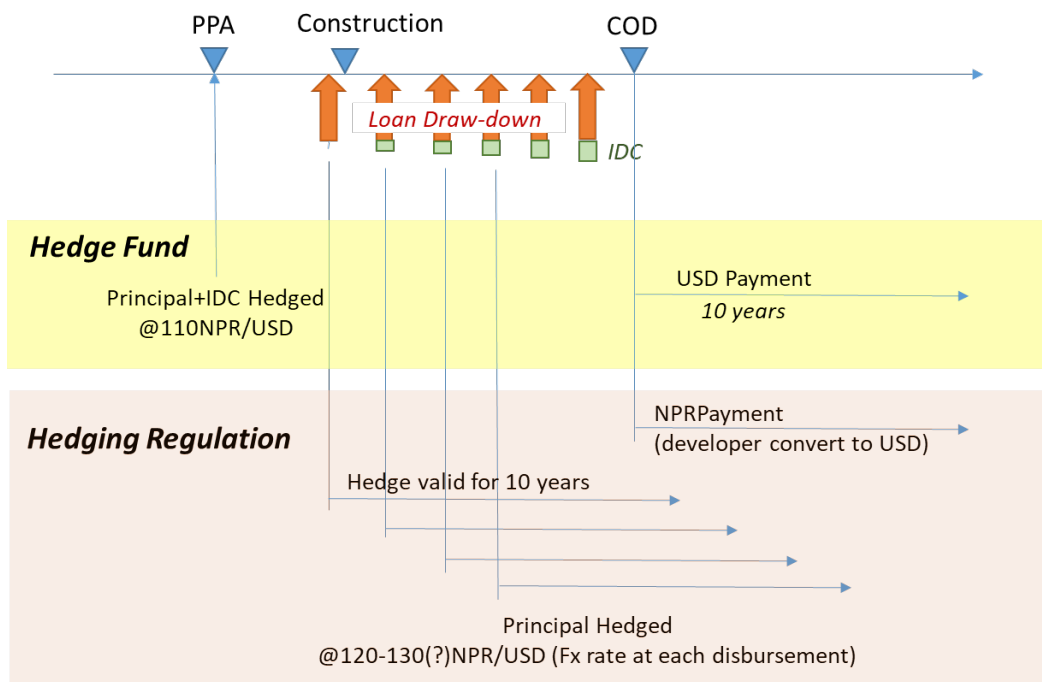 PPA
Construction
COD
Loan Draw-down
IDC
Hedge Fund
Principal+IDC Hedged
@110NPR/USD
USD Payment
10 years
Hedging Regulation
NPRPayment
(developer convert to USD)
Hedge valid for 10 years
Principal Hedged
@120-130(?)NPR/USD (Fx rate at each disbursement)